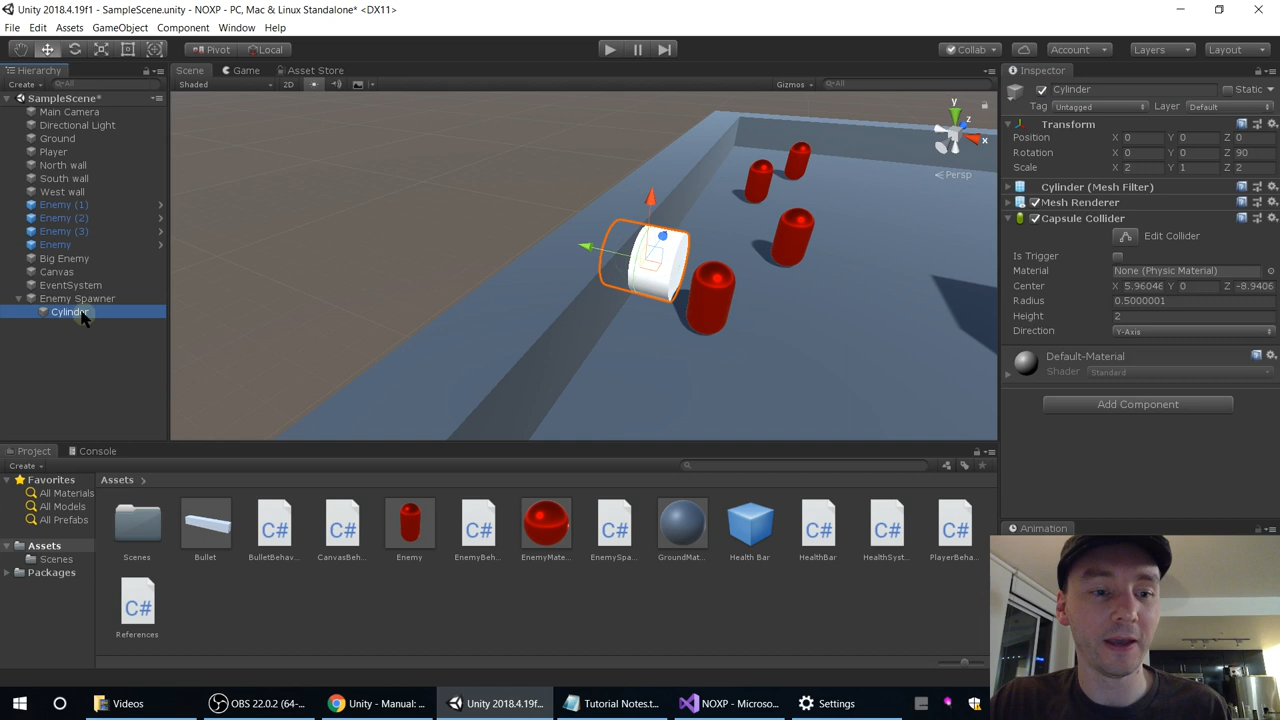 Unity 2018.4.19f1 - SampleScene.unity - NOXP - PC, Mac & Linux Standalone* <DX11>
File Edit Assets GameObject Component Window Help
Pivot Local Collab Account Layers Layout
Hierarchy Scene Game Asset Store Inspector
Create All Shaded 2D Gizmos All Cylinder Static
SampleScene*
Tag Untagged Layer Default
Main Camera
Directional Light
Ground
Player
North wall
South wall
West wall
Enemy (1)
Enemy (2)
Enemy (3)
Enemy
Big Enemy
Canvas
EventSystem
Enemy Spawner
Cylinder
y
z
x
Persp
Transform
Position X 0 Y 0 Z 0
Rotation X 0 Y 0 Z 90
Scale X 2 Y 1 Z 2
Cylinder (Mesh Filter)
Mesh Renderer
Capsule Collider
Edit Collider
Is Trigger
Material None (Physic Material)
Center X 5.96046 Y 0 Z -8.9406
Radius 0.5000001
Height 2
Direction Y-Axis
Default-Material
Shader Standard
Add Component
Animation
Project Console
Create
Favorites
All Materials
All Models
All Prefabs
Assets
Scenes
Packages
Assets
Scenes Bullet BulletBehav... CanvasBeh... Enemy EnemyBeh... EnemyMate... EnemySpa... GroundMat... Health Bar HealthBar HealthSyst... PlayerBeha...
References
Videos OBS 22.0.2 (64-... Unity - Manual: ... Unity 2018.4.19f... Tutorial Notes.t... NOXP - Microso... Settings